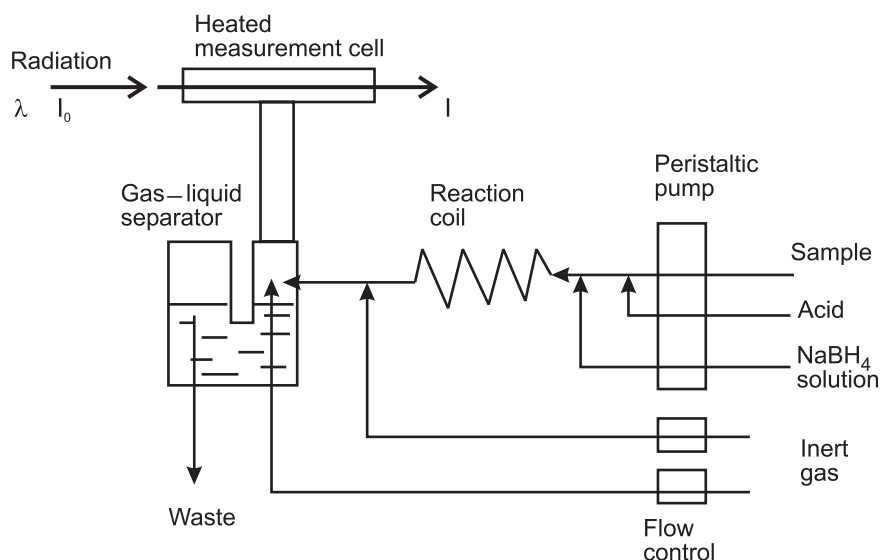 Heated
measurement cell
Radiation
λ I₀
I
Gas–liquid
separator
Reaction
coil
Peristaltic
pump
Sample
Acid
NaBH₄
solution
Inert
gas
Waste
Flow
control